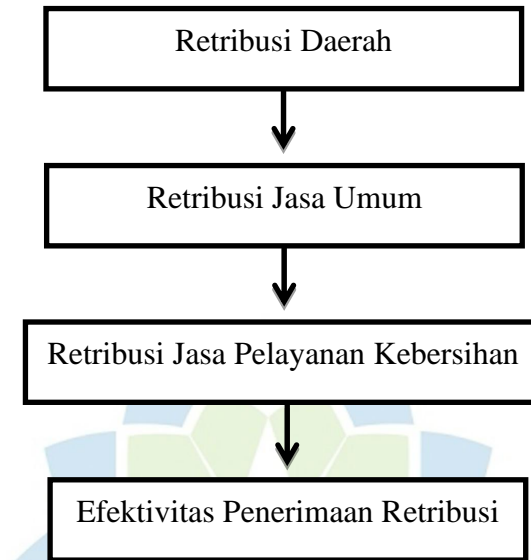 Retribusi Daerah
Retribusi Jasa Umum
Retribusi Jasa Pelayanan Kebersihan
Efektivitas Penerimaan Retribusi